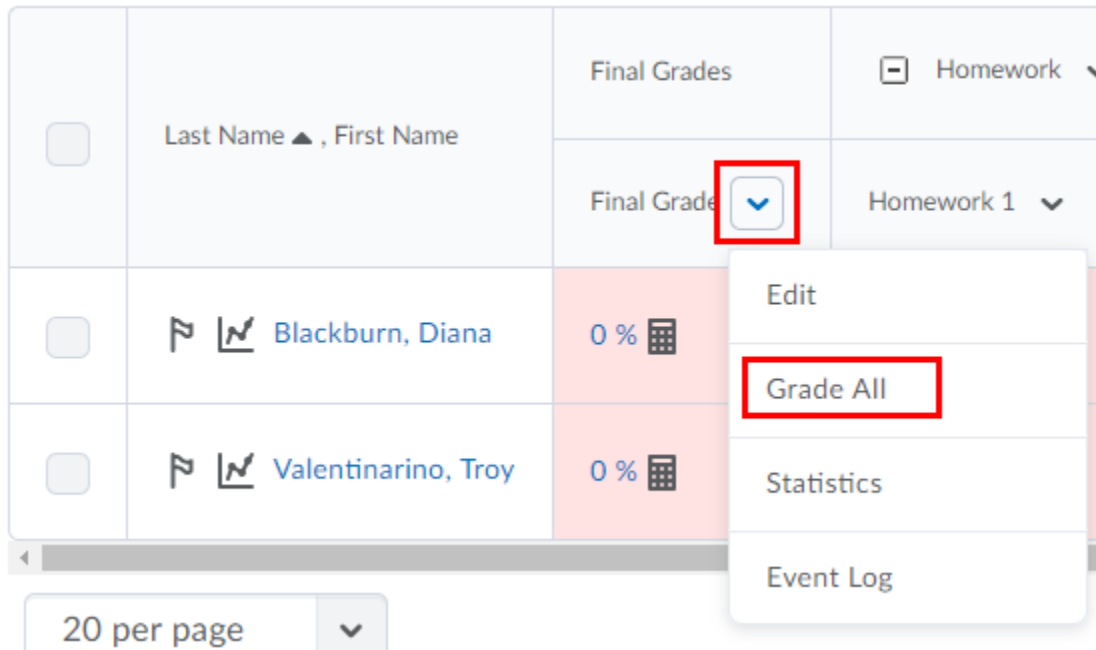 Final Grades
Homework
Last Name , First Name
Final Grade
Homework 1
Edit
Blackburn, Diana
0 %
Grade All
Valentinarino, Troy
0 %
Statistics
Event Log
20 per page